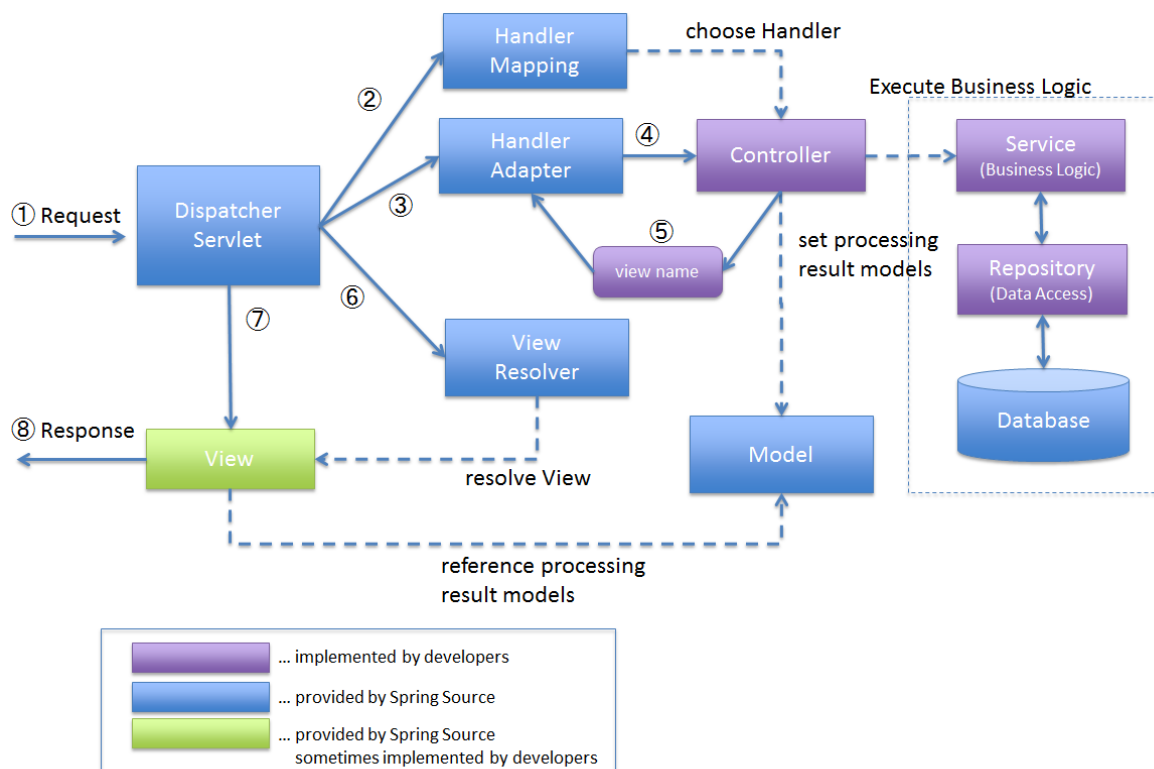 Handler
Mapping
choose Handler
②
Execute Business Logic
Handler
Adapter
④
Controller
Service
(Business Logic)
① Request
Dispatcher
Servlet
③
⑤
view name
set processing
result models
Repository
(Data Access)
⑥
⑦
View
Resolver
⑧ Response
View
resolve View
Model
Database
reference processing
result models
... implemented by developers
... provided by Spring Source
... provided by Spring Source
sometimes implemented by developers